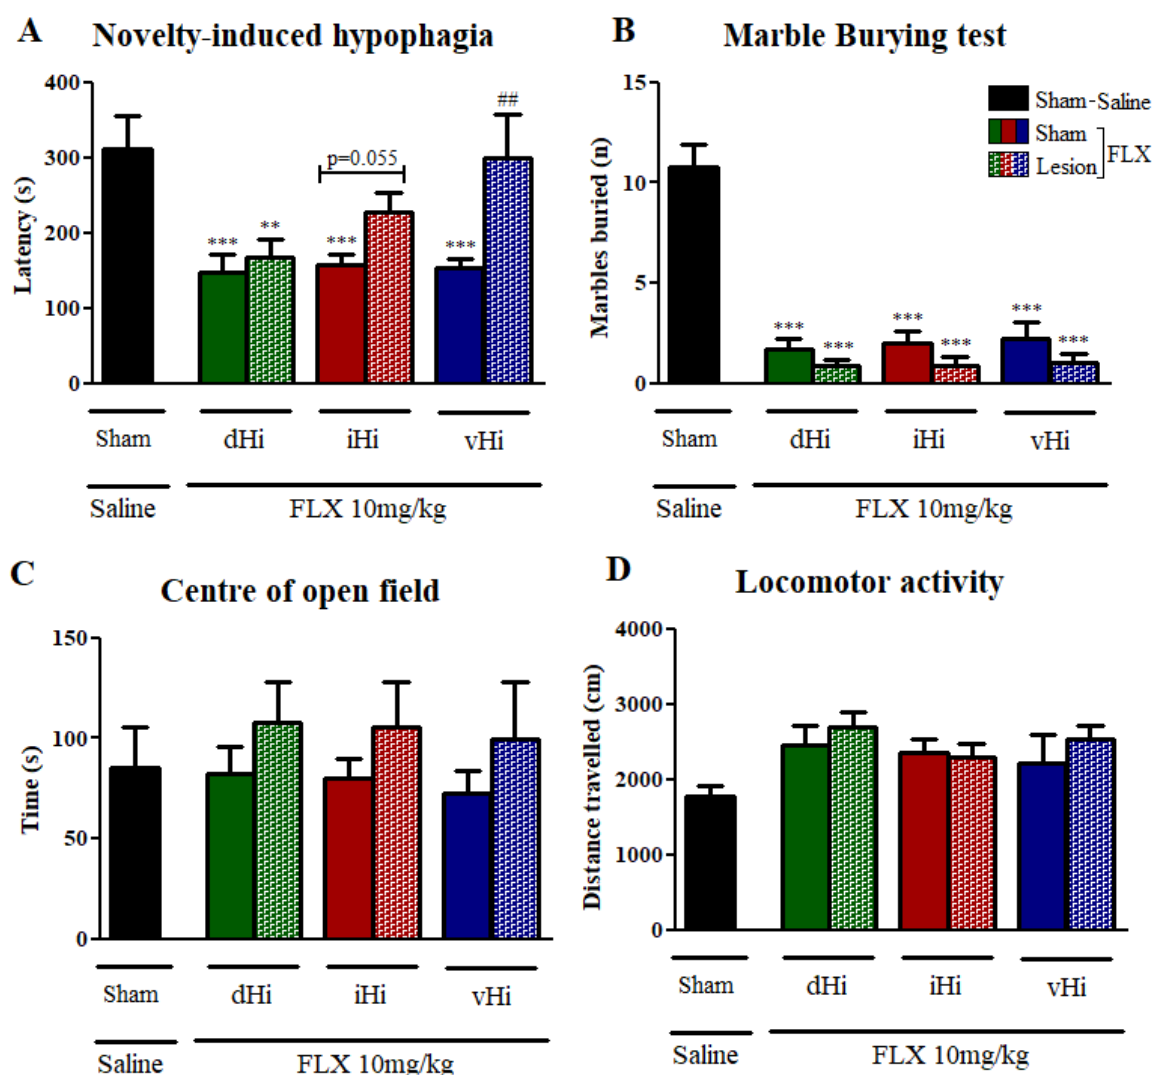 A
Novelty-induced hypophagia
Latency (s)
400
300
200
100
0
***
**
p=0.055
***
***
##
Sham
dHi
iHi
vHi
Saline
FLX 10mg/kg
B
Marble Burying test
Marbles buried (n)
15
10
5
0
Sham-Saline
Sham
Lesion
FLX
***
***
***
***
***
***
Sham
dHi
iHi
vHi
Saline
FLX 10mg/kg
C
Centre of open field
Time (s)
150
100
50
0
Sham
dHi
iHi
vHi
Saline
FLX 10mg/kg
D
Locomotor activity
Distance travelled (cm)
4000
3000
2000
1000
0
Sham
dHi
iHi
vHi
Saline
FLX 10mg/kg